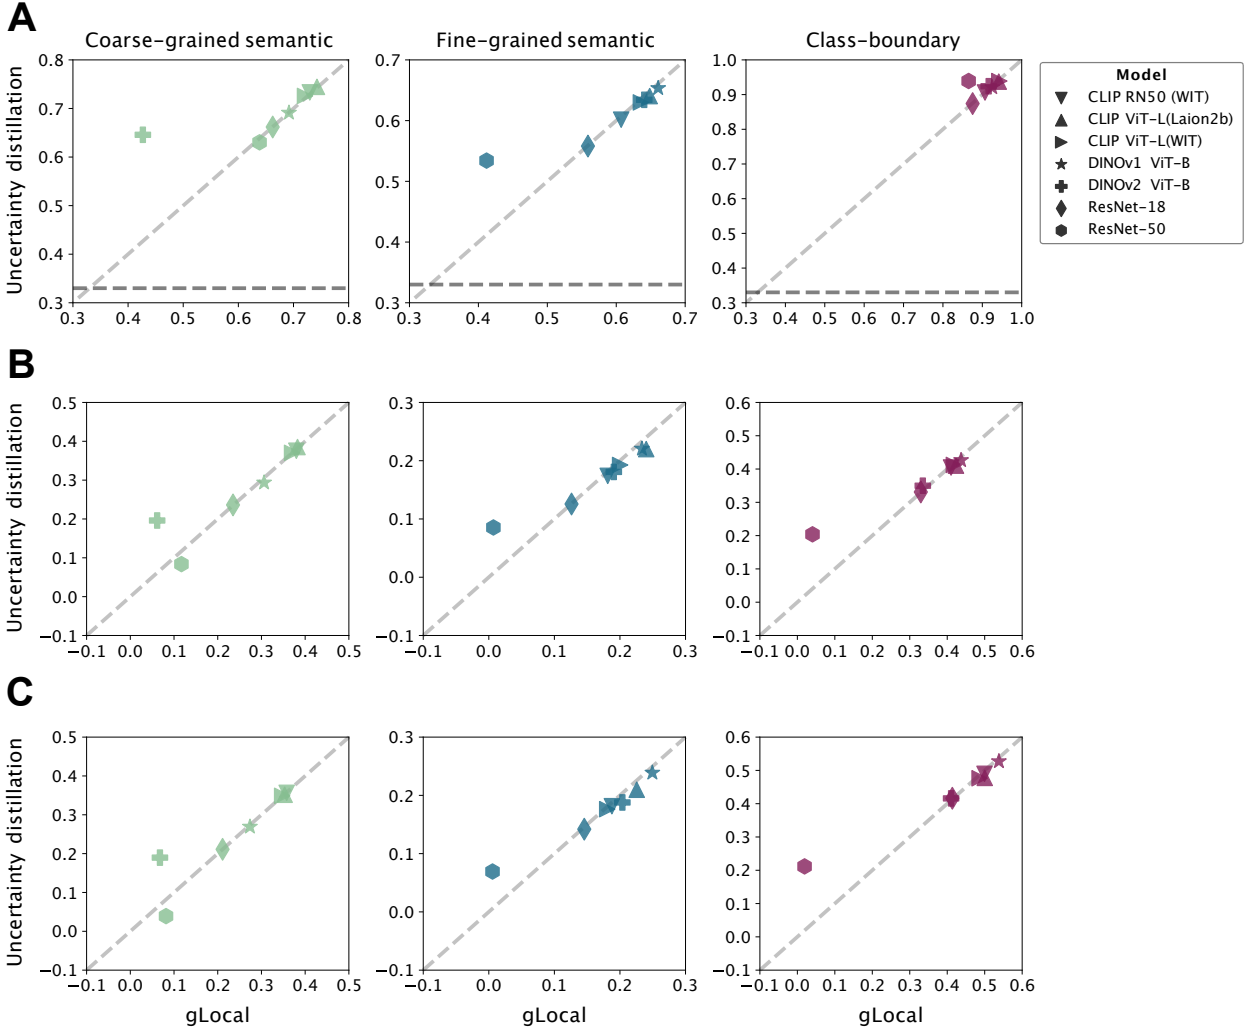 A
Coarse-grained semantic
Fine-grained semantic
Class-boundary
Uncertainty distillation
0.8
0.7
0.6
0.5
0.4
0.3
0.3 0.4 0.5 0.6 0.7 0.8
0.7
0.6
0.5
0.4
0.3
0.3 0.4 0.5 0.6 0.7
1.0
0.9
0.8
0.7
0.6
0.5
0.4
0.3
0.3 0.4 0.5 0.6 0.7 0.8 0.9 1.0
Model
CLIP RN50 (WIT)
CLIP ViT-L(Laion2b)
CLIP ViT-L(WIT)
DINOv1 ViT-B
DINOv2 ViT-B
ResNet-18
ResNet-50
B
Uncertainty distillation
0.5
0.4
0.3
0.2
0.1
0.0
−0.1
−0.1 0.0 0.1 0.2 0.3 0.4 0.5
0.3
0.2
0.1
0.0
−0.1
−0.1 0.0 0.1 0.2 0.3
0.6
0.5
0.4
0.3
0.2
0.1
0.0
−0.1
−0.1 0.0 0.1 0.2 0.3 0.4 0.5 0.6
C
Uncertainty distillation
0.5
0.4
0.3
0.2
0.1
0.0
−0.1
−0.1 0.0 0.1 0.2 0.3 0.4 0.5
gLocal
0.3
0.2
0.1
0.0
−0.1
−0.1 0.0 0.1 0.2 0.3
gLocal
0.6
0.5
0.4
0.3
0.2
0.1
0.0
−0.1
−0.1 0.0 0.1 0.2 0.3 0.4 0.5 0.6
gLocal